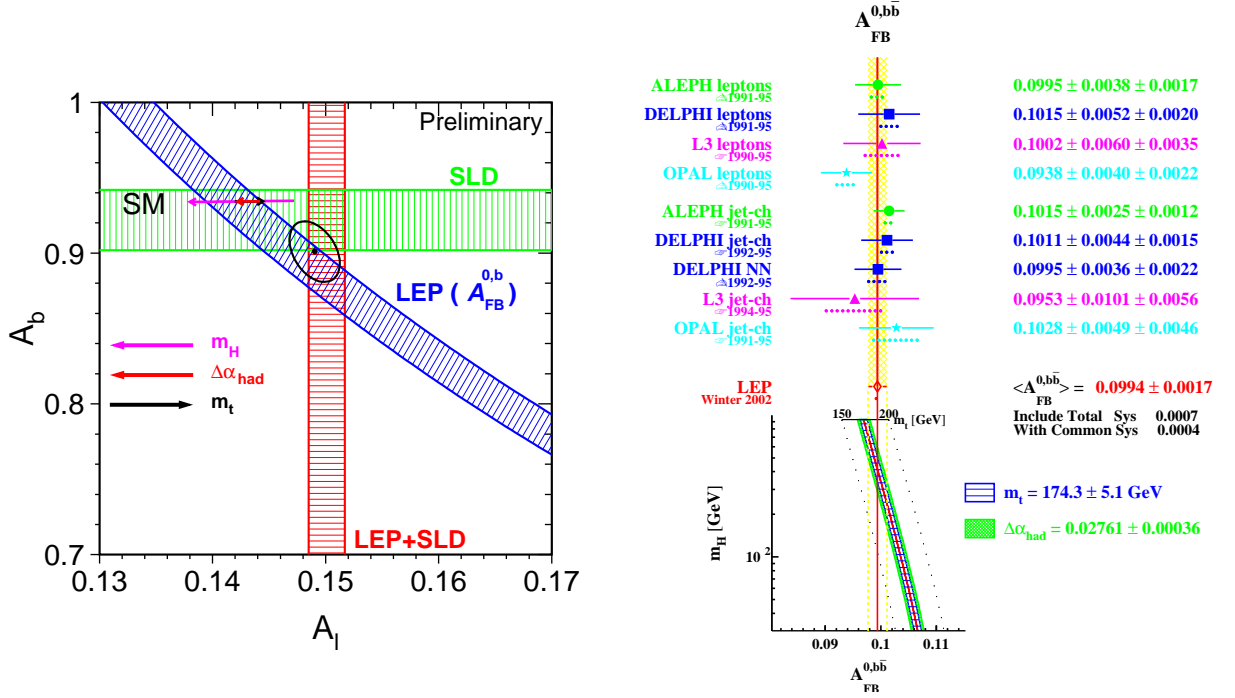 1
0.9
0.8
0.7
A_b
Preliminary
SLD
SM
LEP ( A_FB^0,b )
m_H
Δα_had
m_t
LEP+SLD
0.13 0.14 0.15 0.16 0.17
A_l
A_FB^0,bb̄
ALEPH leptons 0.0995 ± 0.0038 ± 0.0017
1991-95
DELPHI leptons 0.1015 ± 0.0052 ± 0.0020
1991-95
L3 leptons 0.1002 ± 0.0060 ± 0.0035
1990-95
OPAL leptons 0.0938 ± 0.0040 ± 0.0022
1990-95
ALEPH jet-ch 0.1015 ± 0.0025 ± 0.0012
1991-95
DELPHI jet-ch 0.1011 ± 0.0044 ± 0.0015
1992-95
DELPHI NN 0.0995 ± 0.0036 ± 0.0022
1992-95
L3 jet-ch 0.0953 ± 0.0101 ± 0.0056
1994-95
OPAL jet-ch 0.1028 ± 0.0049 ± 0.0046
1991-95
LEP <A_FB^0,bb̄> = 0.0994 ± 0.0017
Winter 2002
Include Total Sys 0.0007
With Common Sys 0.0004
150 200
m_t [GeV]
m_H [GeV]
10^2
m_t = 174.3 ± 5.1 GeV
Δα_had = 0.02761 ± 0.00036
0.09 0.1 0.11
A_FB^0,bb̄